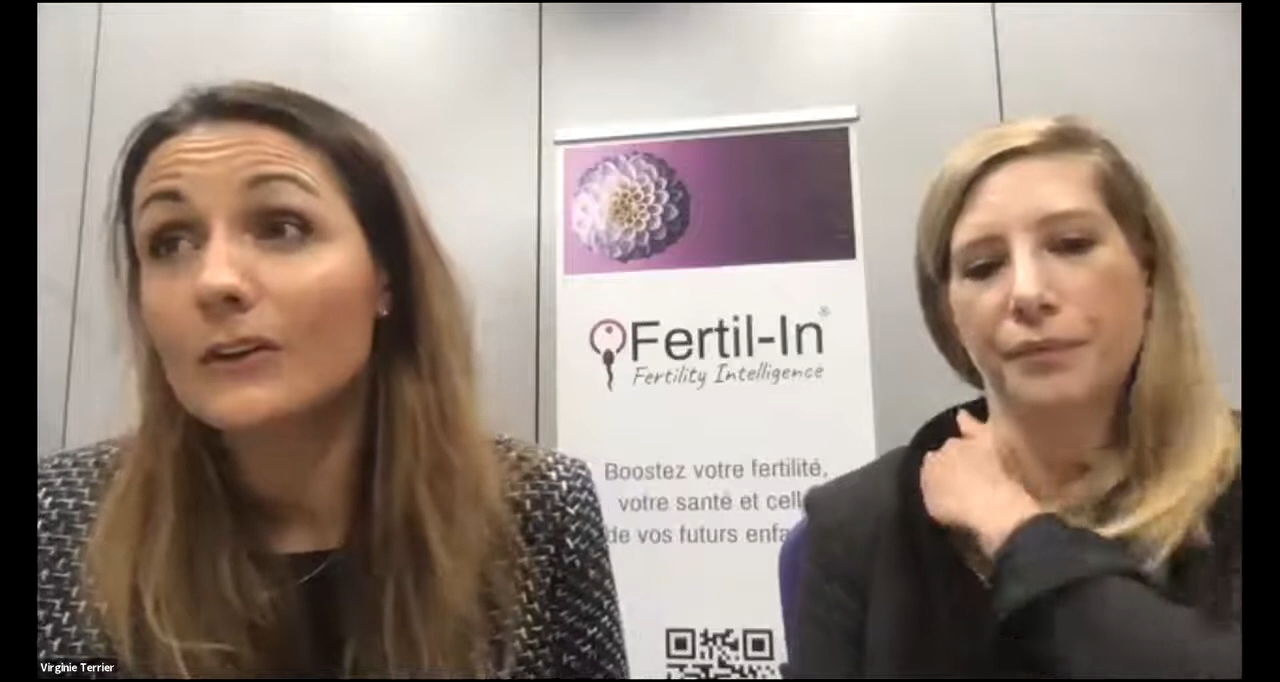 Fertil-In®
Fertility Intelligence
Boostez votre fertilité,
votre santé et cell
de vos futurs enfa
Virginie Terrier